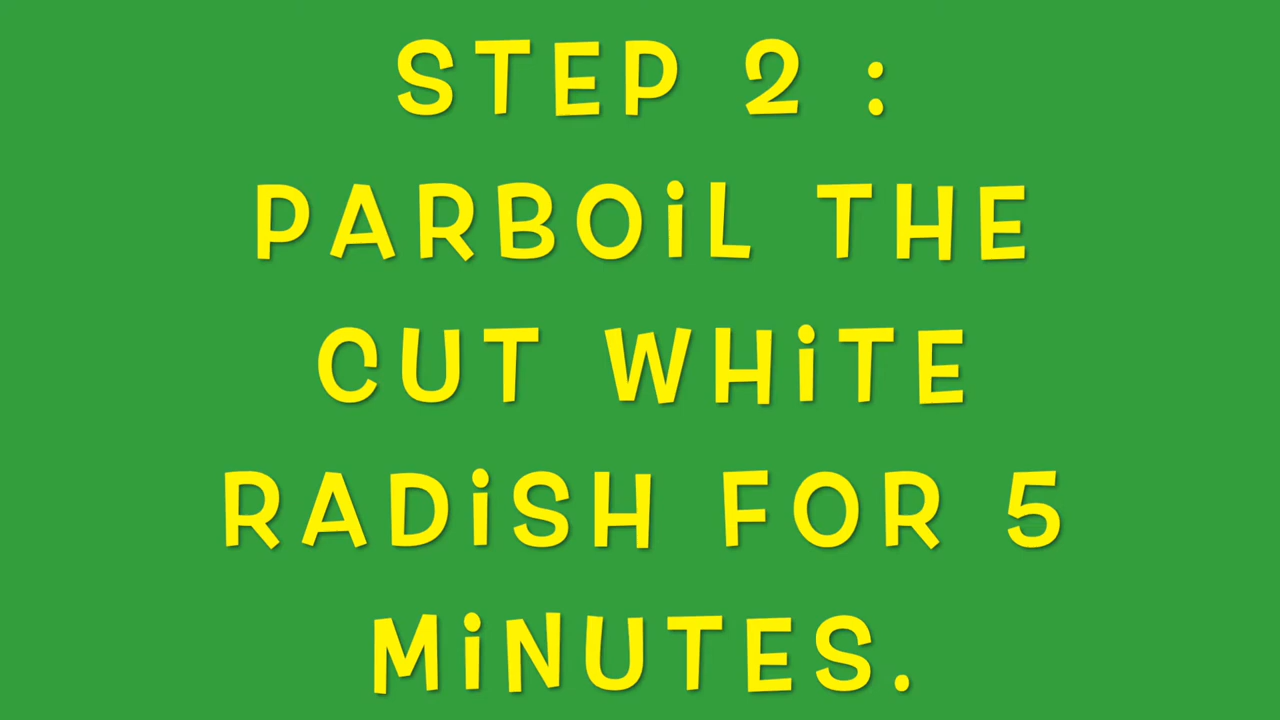 STEP 2 :
PARBOiL THE
CUT WHiTE
RADiSH FOR 5
MiNUTES.